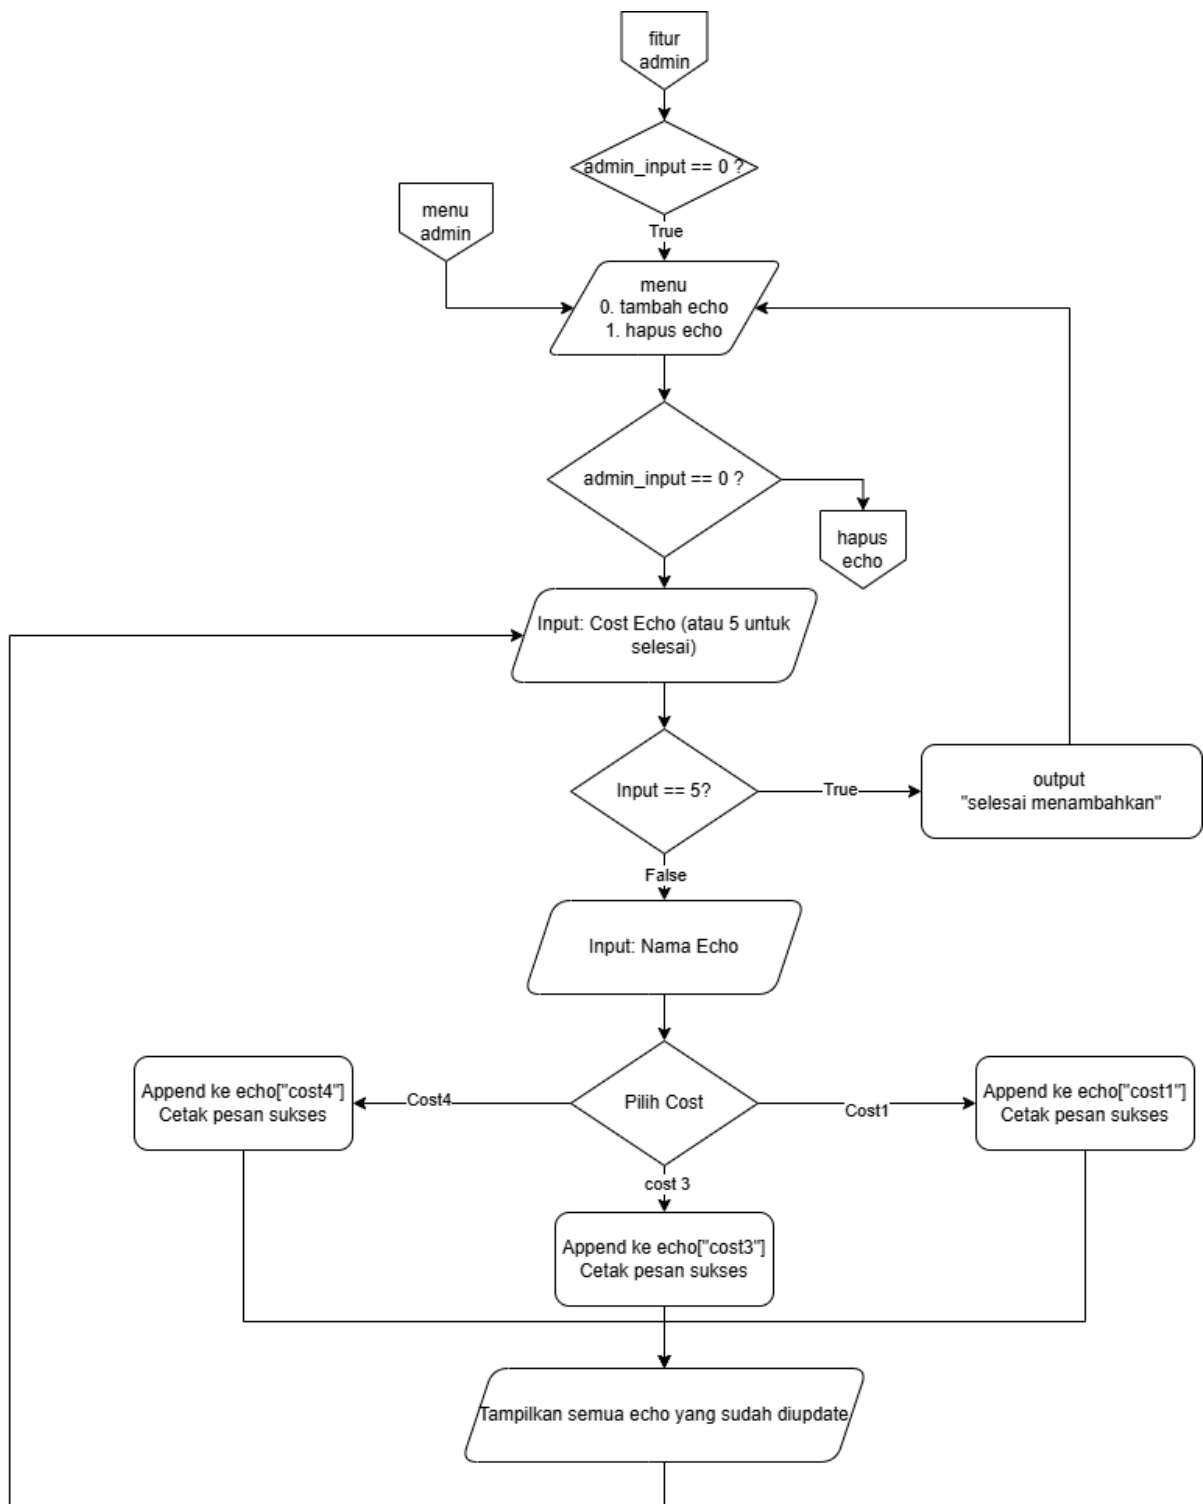 fitur
admin
admin_input == 0 ?
menu
admin
True
menu
0. tambah echo
1. hapus echo
admin_input == 0 ?
hapus
echo
Input: Cost Echo (atau 5 untuk
selesai)
Input == 5?
True
output
"selesai menambahkan"
False
Input: Nama Echo
Append ke echo["cost4"]
Cetak pesan sukses
Cost4
Pilih Cost
Cost1
Append ke echo["cost1"]
Cetak pesan sukses
cost 3
Append ke echo["cost3"]
Cetak pesan sukses
Tampilkan semua echo yang sudah diupdate